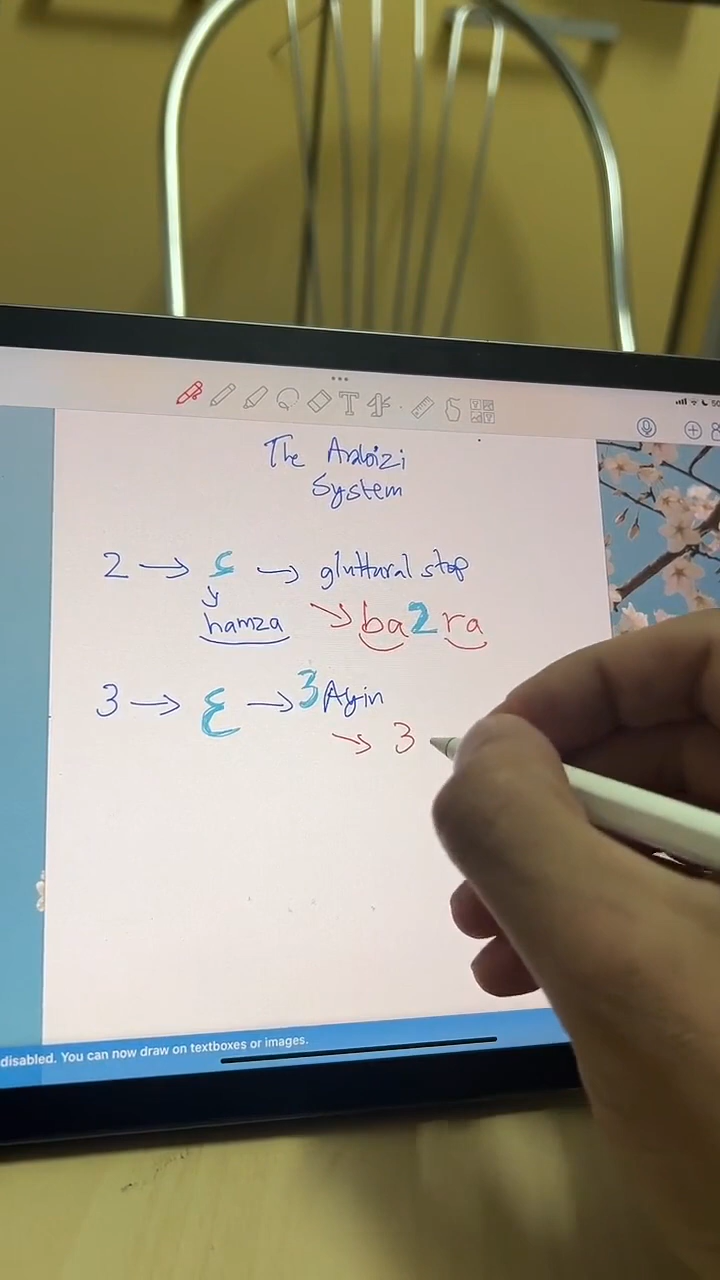 The Arabizi
System
2 → ء → gluttural stop
hamza → ba2ra
3 → ع → 3Ayin
→ 3
disabled. You can now draw on textboxes or images.